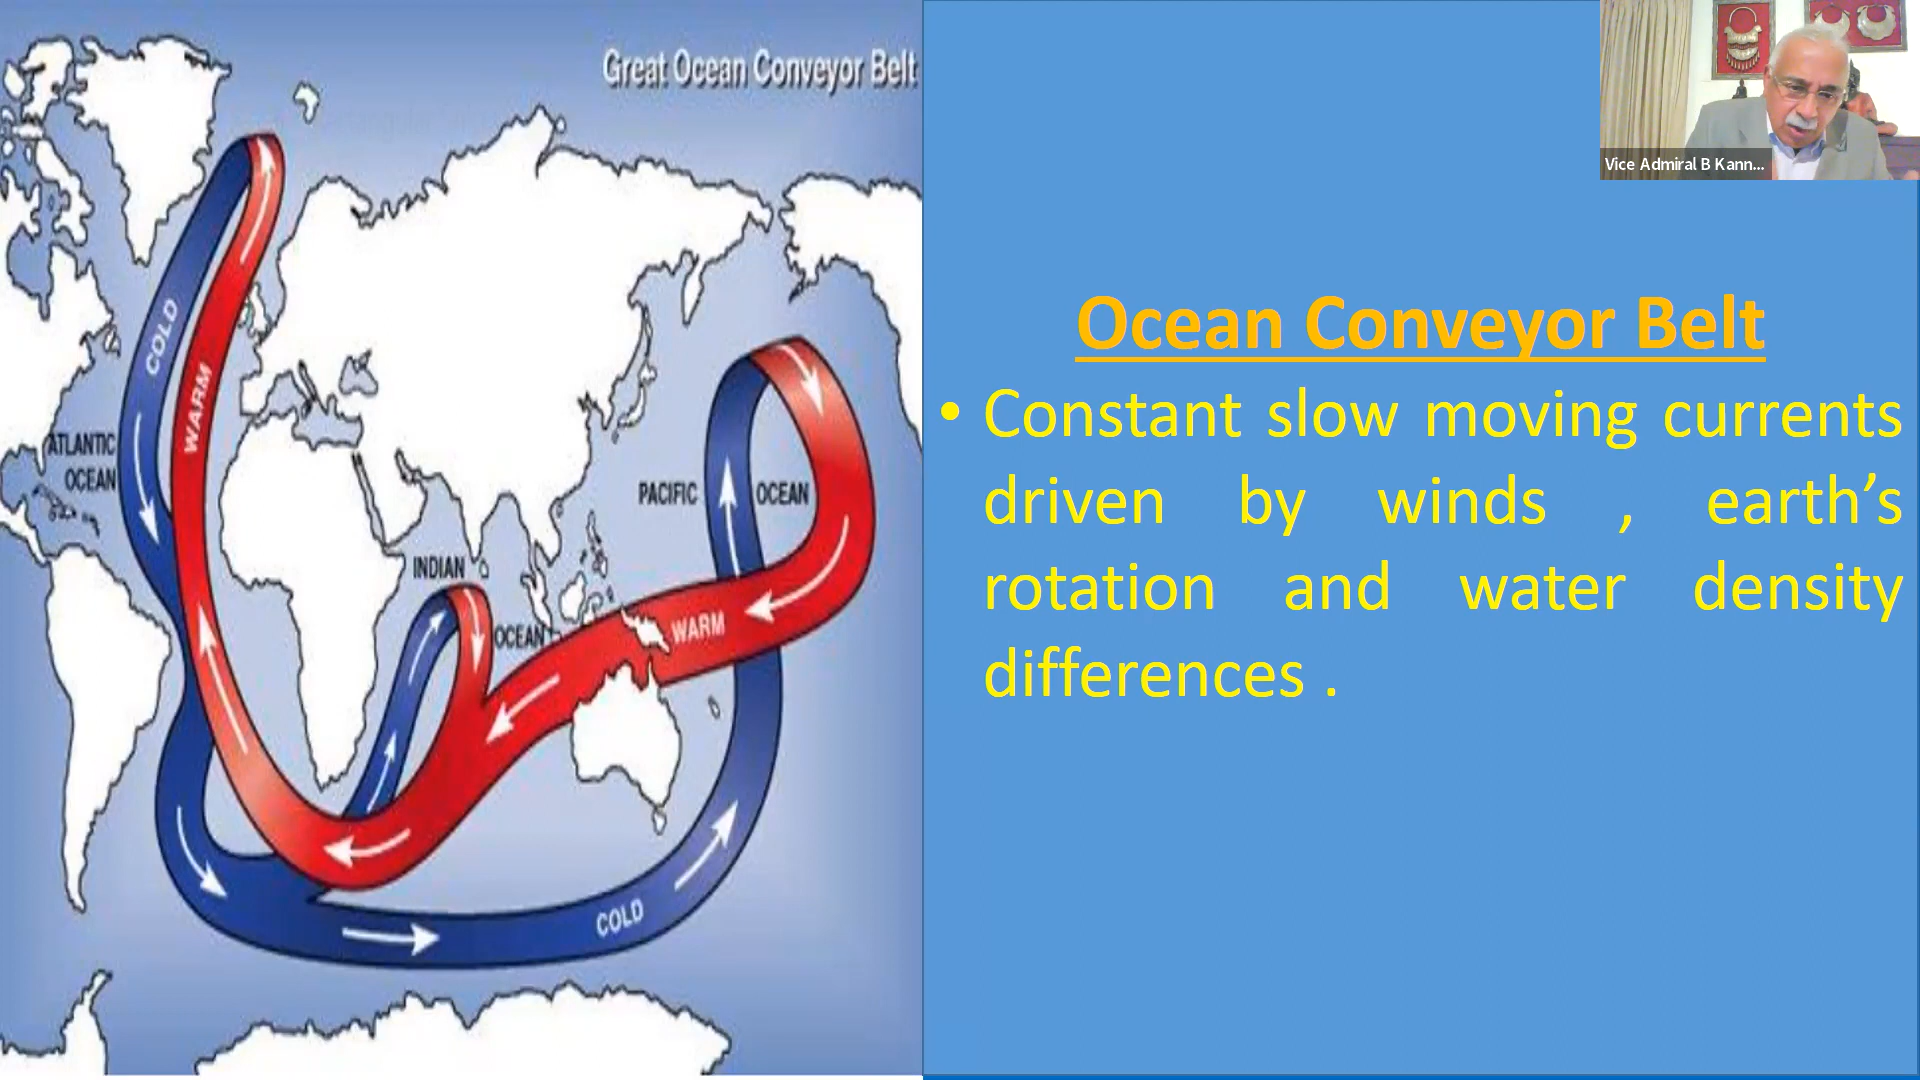 Great Ocean Conveyor Belt
COLD
WARM
ATLANTIC
OCEAN
PACIFIC OCEAN
INDIAN
OCEAN
WARM
COLD
Vice Admiral B Kann...
Ocean Conveyor Belt
• Constant slow moving currents
driven by winds , earth’s
rotation and water density
differences .